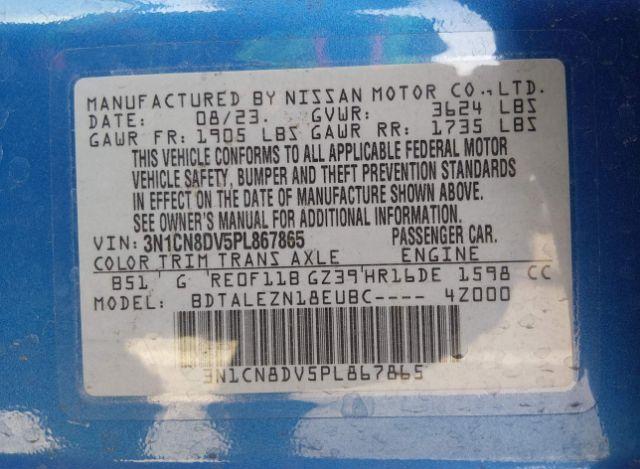 MANUFACTURED BY NISSAN MOTOR CO., LTD.
DATE: 08/23. GVWR: 3624 LBS
GAWR FR: 1905 LBS GAWR RR: 1735 LBS
THIS VEHICLE CONFORMS TO ALL APPLICABLE FEDERAL MOTOR
VEHICLE SAFETY, BUMPER AND THEFT PREVENTION STANDARDS
IN EFFECT ON THE DATE OF MANUFACTURE SHOWN ABOVE.
SEE OWNER'S MANUAL FOR ADDITIONAL INFORMATION.
VIN: 3N1CN8DV5PL867865 PASSENGER CAR.
COLOR TRIM TRANS AXLE ENGINE
B51 G RE0F11B GZ39 HR16DE 1598 CC
MODEL: BDTALEZN18EUBC---- 4Z000
3N1CN8DV5PL867865